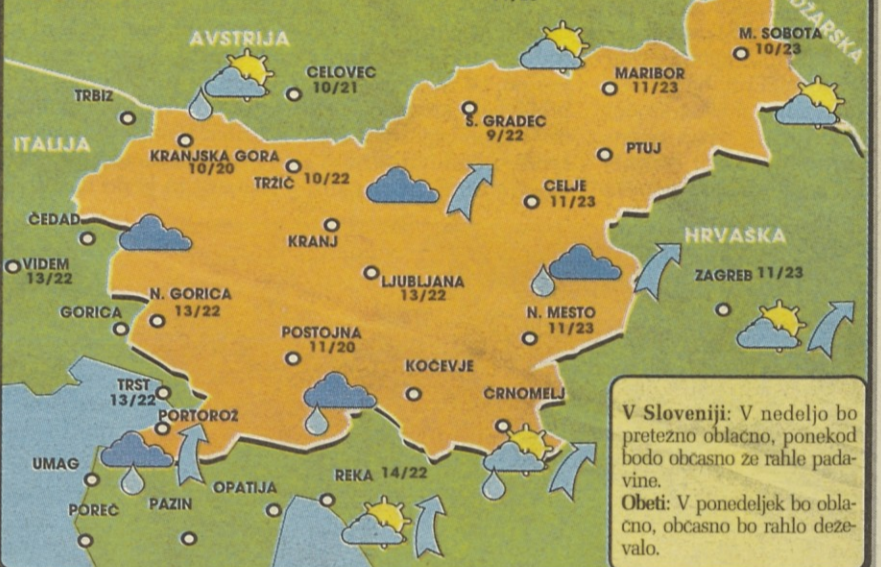 OŽARSKA
AVSTRIJA
M. SOBOTA
10/23
CELOVEC
10/21
MARIBOR
11/23
TRBIŽ
Š. GRADEC
9/22
ITALIJA
KRANJSKA GORA
10/20
TRŽIČ 10/22
PTUJ
CELJE
11/23
ČEDAD
KRANJ
HRVAŠKA
VIDEM
13/22
LJUBLJANA
13/22
ZAGREB 11/23
N. GORICA
13/22
GORICA
N. MESTO
11/23
POSTOJNA
11/20
KOČEVJE
TRST
13/22
ČRNOMELJ
PORTOROŽ
UMAG
REKA 14/22
OPATIJA
PAZIN
POREČ
V Sloveniji: V nedeljo bo
pretežno oblačno, ponekod
bodo občasno že rahle pada-
vine.
Obeti: V ponedeljek bo obla-
čno, občasno bo rahlo deže-
valo.